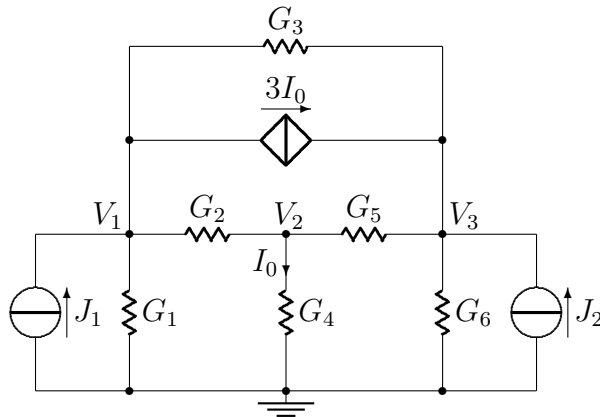 G₃
3I₀
V₁ G₂ V₂ G₅ V₃
I₀
J₁ G₁ G₄ G₆ J₂